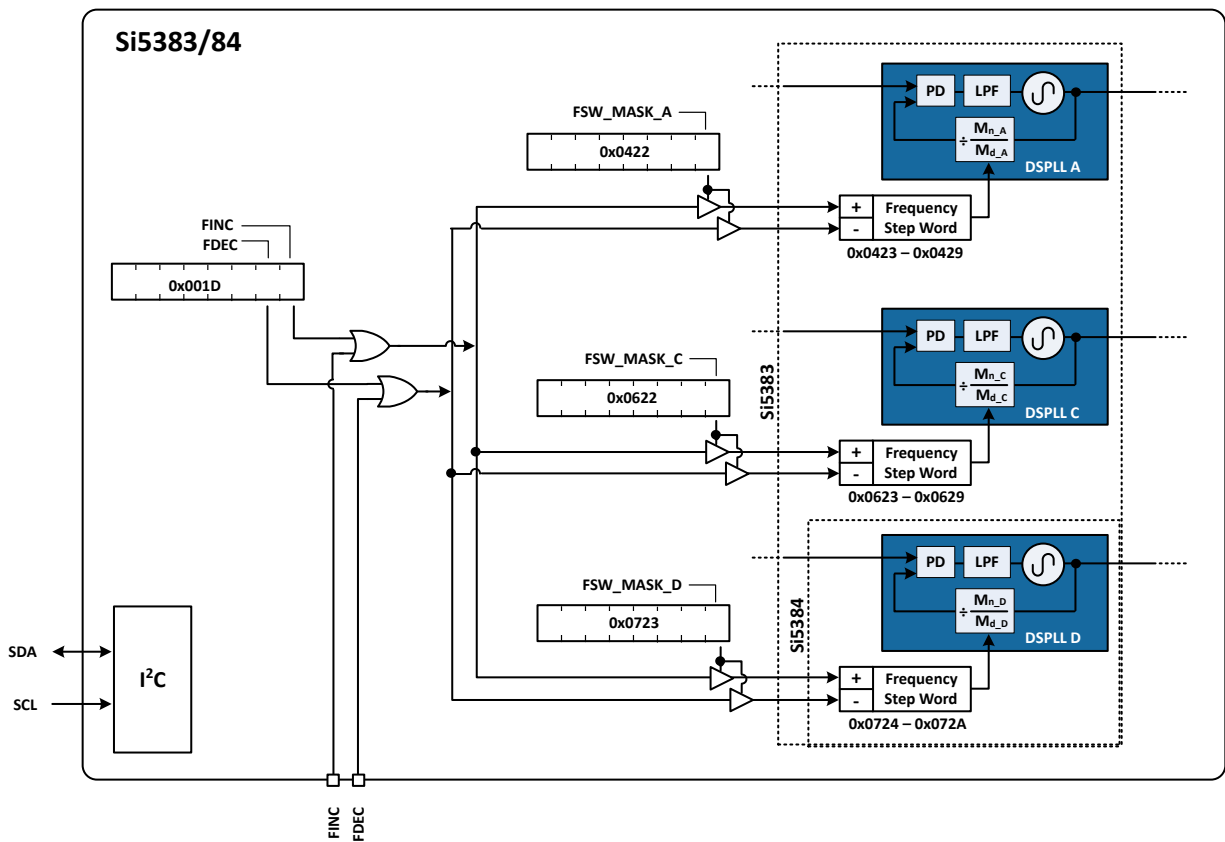 Si5383/84
PD
LPF
÷
Mn_A
Md_A
DSPLL A
FSW_MASK_A
0x0422
+
Frequency
-
Step Word
0x0423 – 0x0429
FINC
FDEC
0x001D
PD
LPF
÷
Mn_C
Md_C
DSPLL C
FSW_MASK_C
0x0622
Si5383
+
Frequency
-
Step Word
0x0623 – 0x0629
PD
LPF
÷
Mn_D
Md_D
DSPLL D
FSW_MASK_D
0x0723
Si5384
+
Frequency
-
Step Word
0x0724 – 0x072A
SDA
SCL
I²C
FINC
FDEC